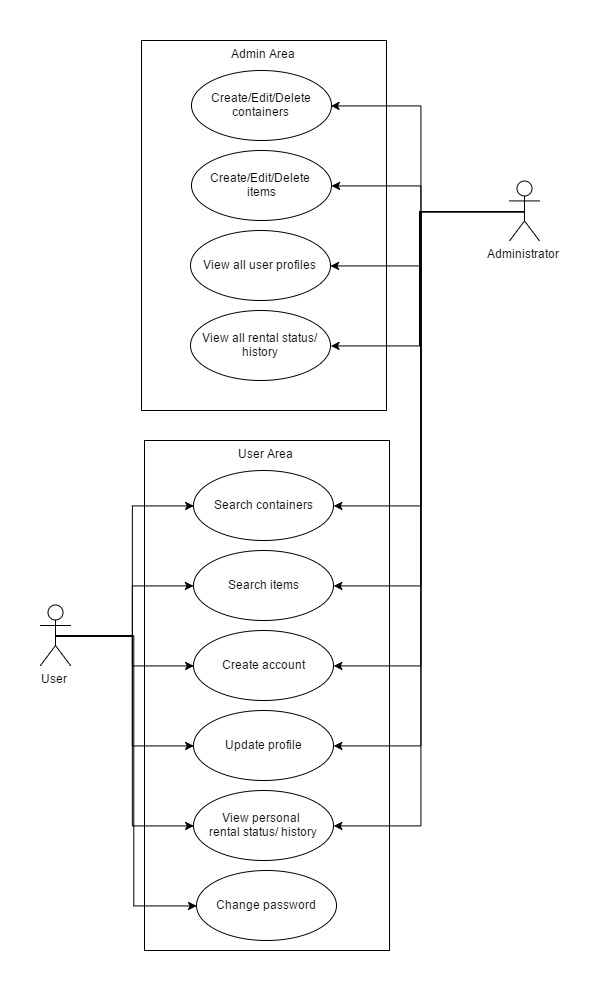 Admin Area
Create/Edit/Delete
containers
Create/Edit/Delete
items
View all user profiles
View all rental status/
history
Administrator
User Area
Search containers
Search items
Create account
User
Update profile
View personal
rental status/ history
Change password